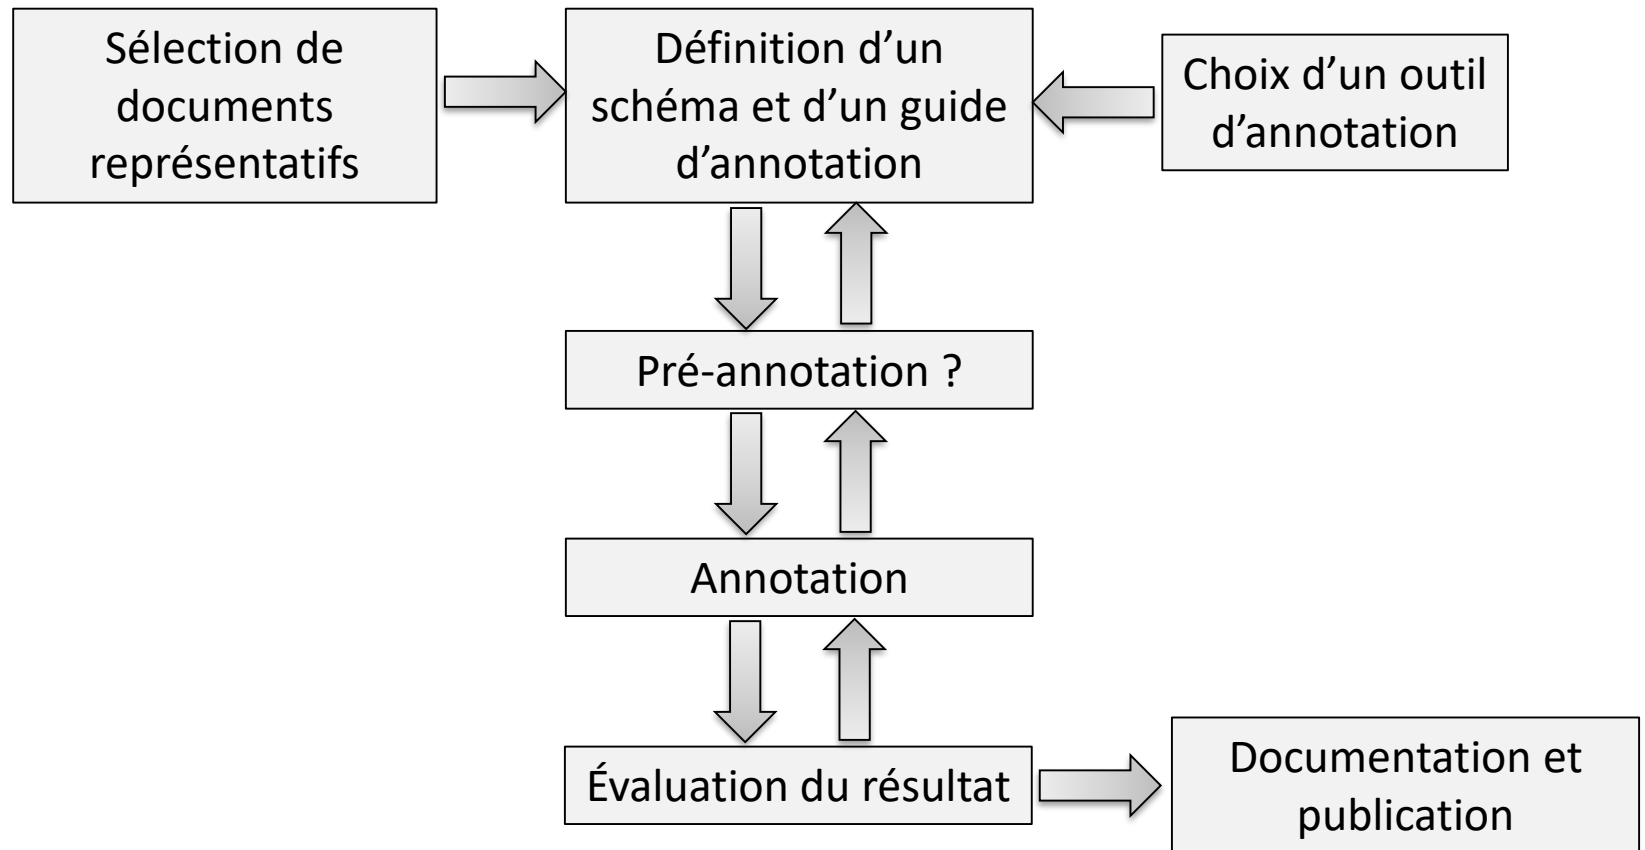 Sélection de
documents
représentatifs
Définition d’un
schéma et d’un guide
d’annotation
Choix d’un outil
d’annotation
Pré-annotation ?
Annotation
Évaluation du résultat
Documentation et
publication